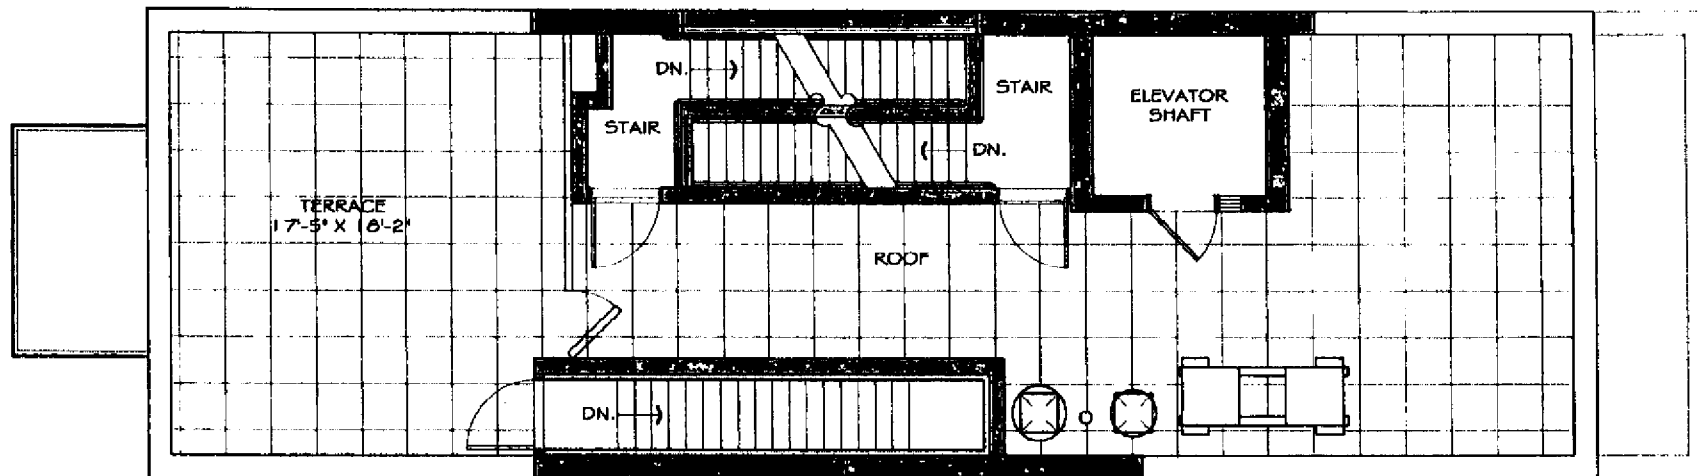 DN.
STAIR
STAIR
DN.
ELEVATOR
SHAFT
TERRACE
17'-5" X 18'-2"
ROOF
DN.